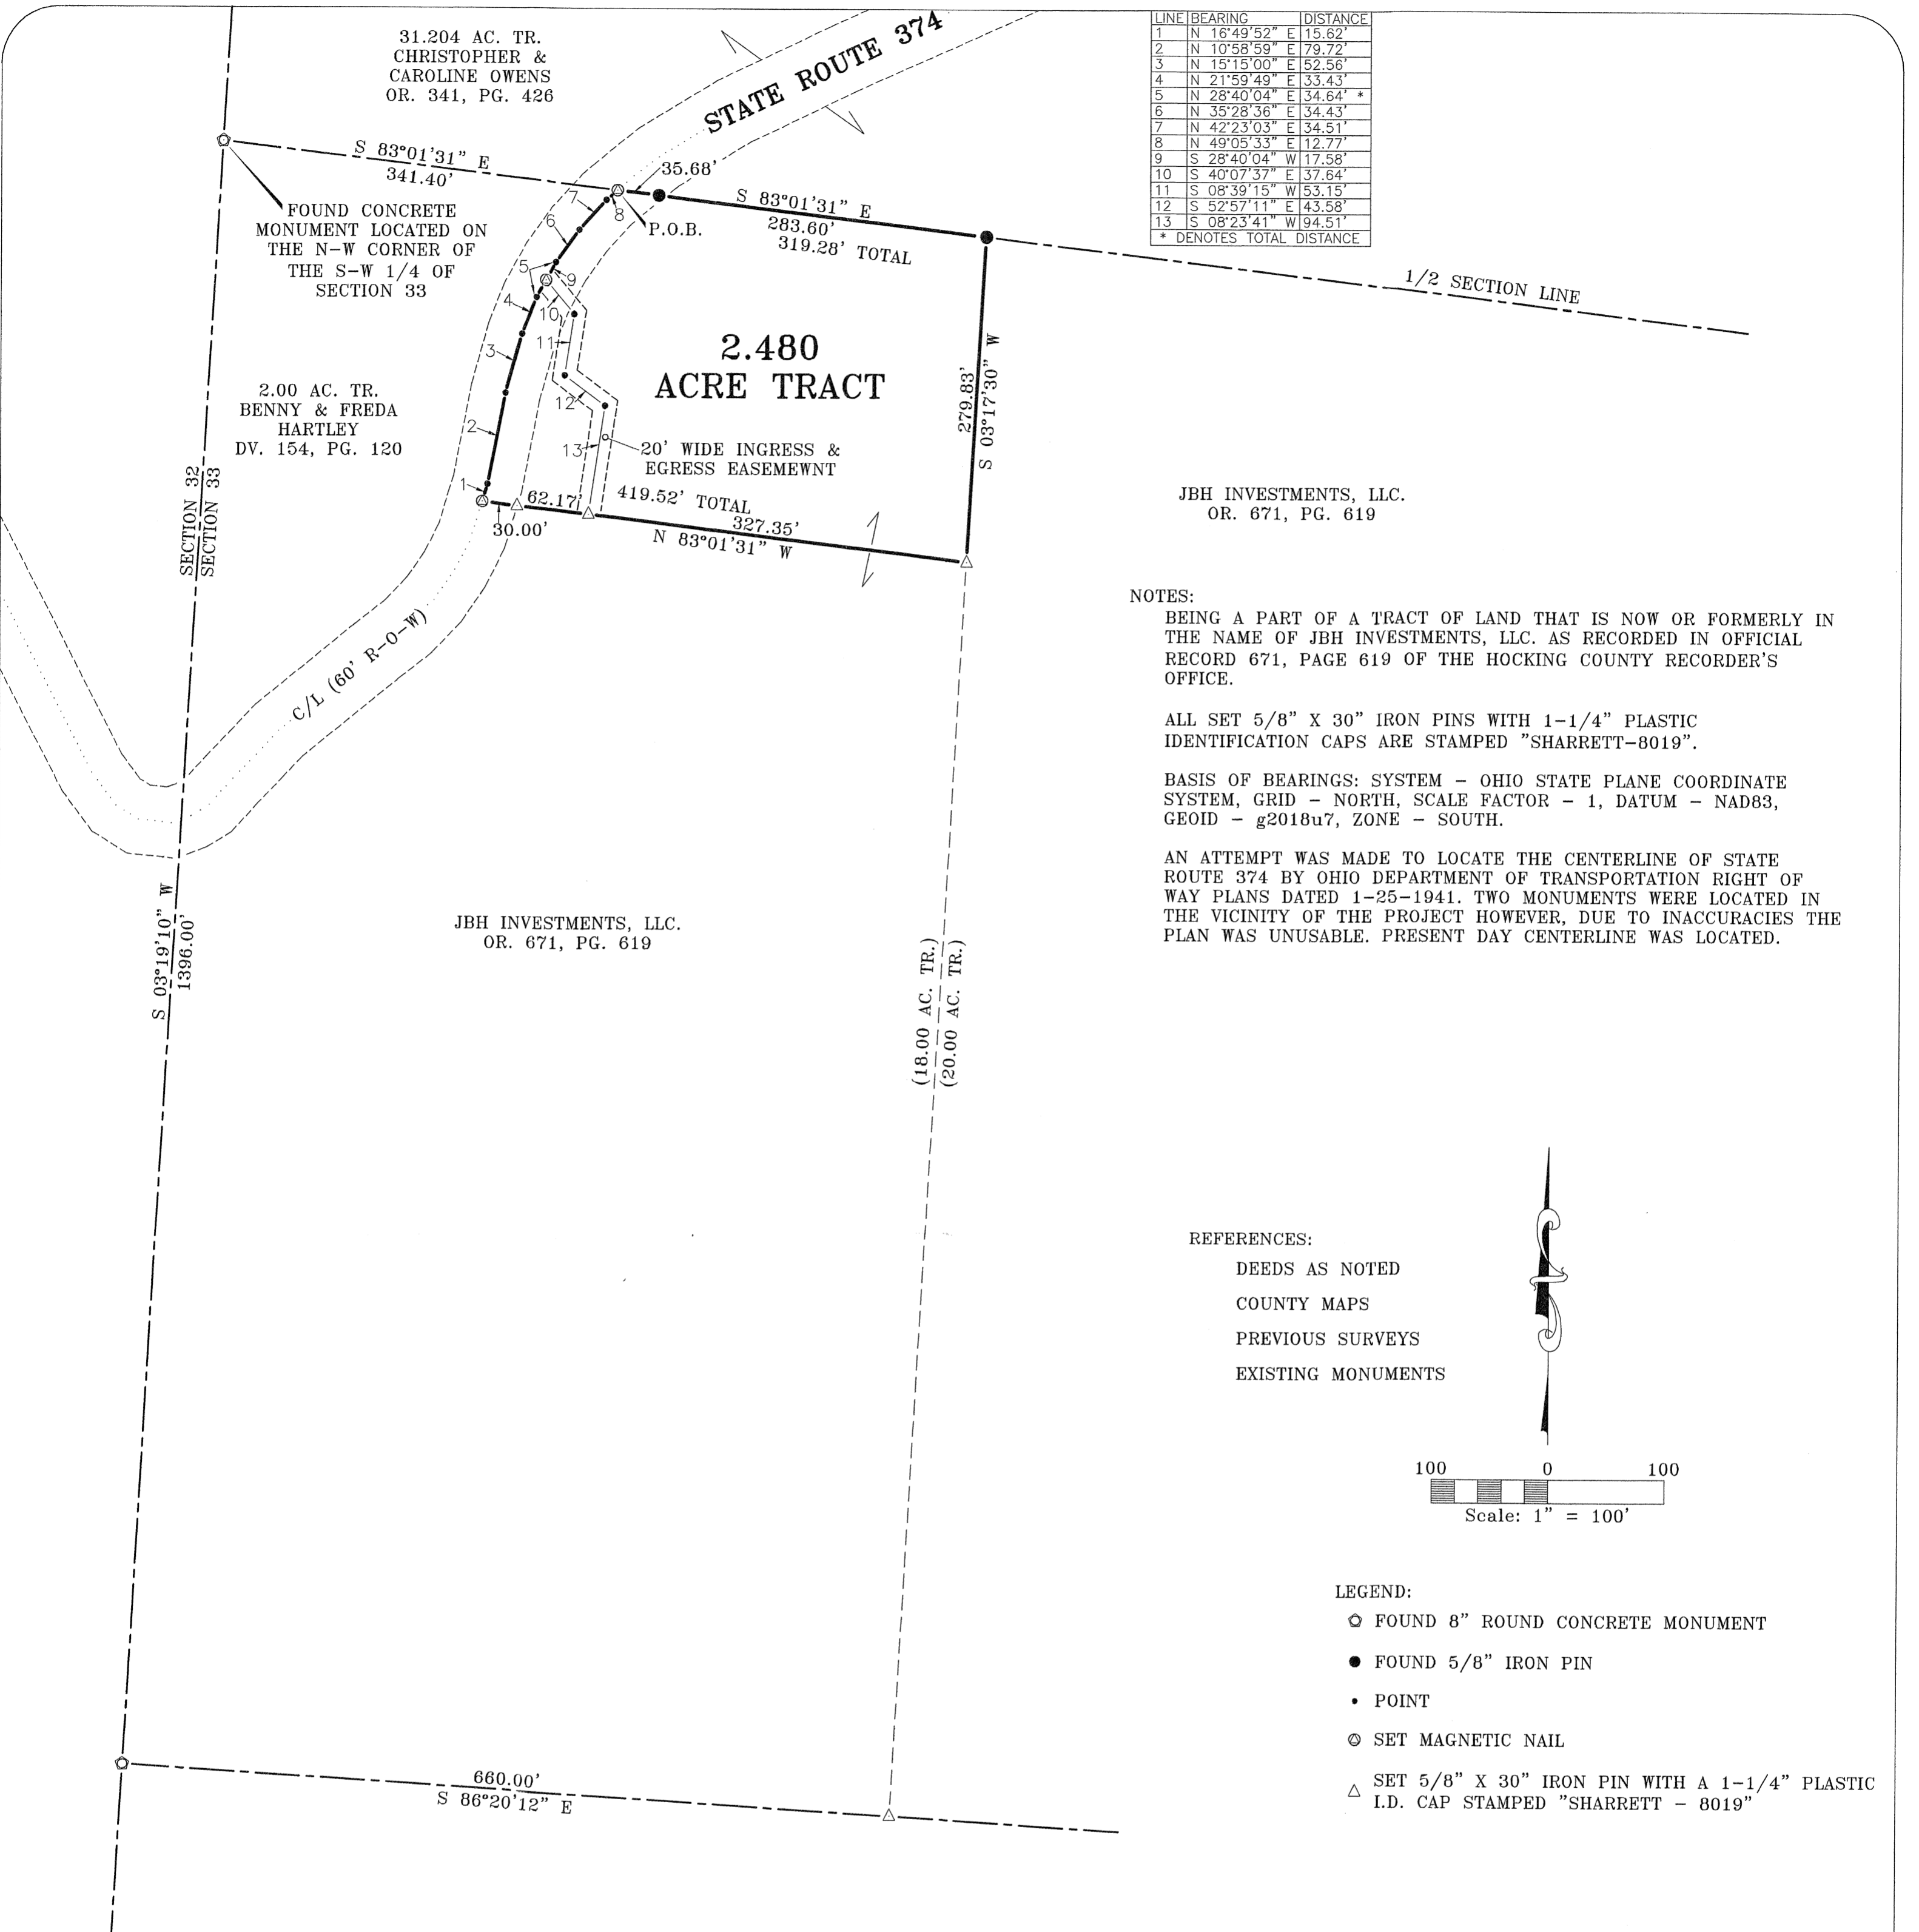 31.204 AC. TR.
CHRISTOPHER &
CAROLINE OWENS
OR. 341, PG. 426
STATE ROUTE 374
LINE BEARING DISTANCE
1 N 16°49'52" E 15.62'
2 N 10°58'59" E 79.72'
3 N 15°15'00" E 52.56'
4 N 21°59'49" E 33.43'
5 N 28°40'04" E 34.64' *
6 N 35°28'36" E 34.43'
7 N 42°23'03" E 34.51'
8 N 49°05'33" E 12.77'
9 S 28°40'04" W 17.58'
10 S 40°07'37" E 37.64'
11 S 08°39'15" W 53.15'
12 S 52°57'11" E 43.58'
13 S 08°23'41" W 94.51'
* DENOTES TOTAL DISTANCE
S 83°01'31" E
341.40'
35.68'
FOUND CONCRETE
MONUMENT LOCATED ON
THE N-W CORNER OF
THE S-W 1/4 OF
SECTION 33
P.O.B.
S 83°01'31" E
283.60'
319.28' TOTAL
1/2 SECTION LINE
7
8
6
5
9
4
10
3
11
2
12
13
1
2.480
ACRE TRACT
279.83'
S 03°17'30" W
2.00 AC. TR.
BENNY & FREDA
HARTLEY
DV. 154, PG. 120
20' WIDE INGRESS &
EGRESS EASEMEWNT
SECTION 32
SECTION 33
62.17'
419.52' TOTAL
30.00'
327.35'
N 83°01'31" W
JBH INVESTMENTS, LLC.
OR. 671, PG. 619
C/L (60' R-O-W)
NOTES:
BEING A PART OF A TRACT OF LAND THAT IS NOW OR FORMERLY IN
THE NAME OF JBH INVESTMENTS, LLC. AS RECORDED IN OFFICIAL
RECORD 671, PAGE 619 OF THE HOCKING COUNTY RECORDER'S
OFFICE.
ALL SET 5/8" X 30" IRON PINS WITH 1-1/4" PLASTIC
IDENTIFICATION CAPS ARE STAMPED "SHARRETT-8019".
BASIS OF BEARINGS: SYSTEM - OHIO STATE PLANE COORDINATE
SYSTEM, GRID - NORTH, SCALE FACTOR - 1, DATUM - NAD83,
GEOID - g2018u7, ZONE - SOUTH.
AN ATTEMPT WAS MADE TO LOCATE THE CENTERLINE OF STATE
ROUTE 374 BY OHIO DEPARTMENT OF TRANSPORTATION RIGHT OF
WAY PLANS DATED 1-25-1941. TWO MONUMENTS WERE LOCATED IN
THE VICINITY OF THE PROJECT HOWEVER, DUE TO INACCURACIES THE
PLAN WAS UNUSABLE. PRESENT DAY CENTERLINE WAS LOCATED.
S 03°19'10" W
1396.00'
JBH INVESTMENTS, LLC.
OR. 671, PG. 619
(18.00 AC. TR.)
(20.00 AC. TR.)
REFERENCES:
DEEDS AS NOTED
COUNTY MAPS
PREVIOUS SURVEYS
EXISTING MONUMENTS
100 0 100
Scale: 1" = 100'
LEGEND:
FOUND 8" ROUND CONCRETE MONUMENT
FOUND 5/8" IRON PIN
POINT
SET MAGNETIC NAIL
SET 5/8" X 30" IRON PIN WITH A 1-1/4" PLASTIC
I.D. CAP STAMPED "SHARRETT - 8019"
660.00'
S 86°20'12" E